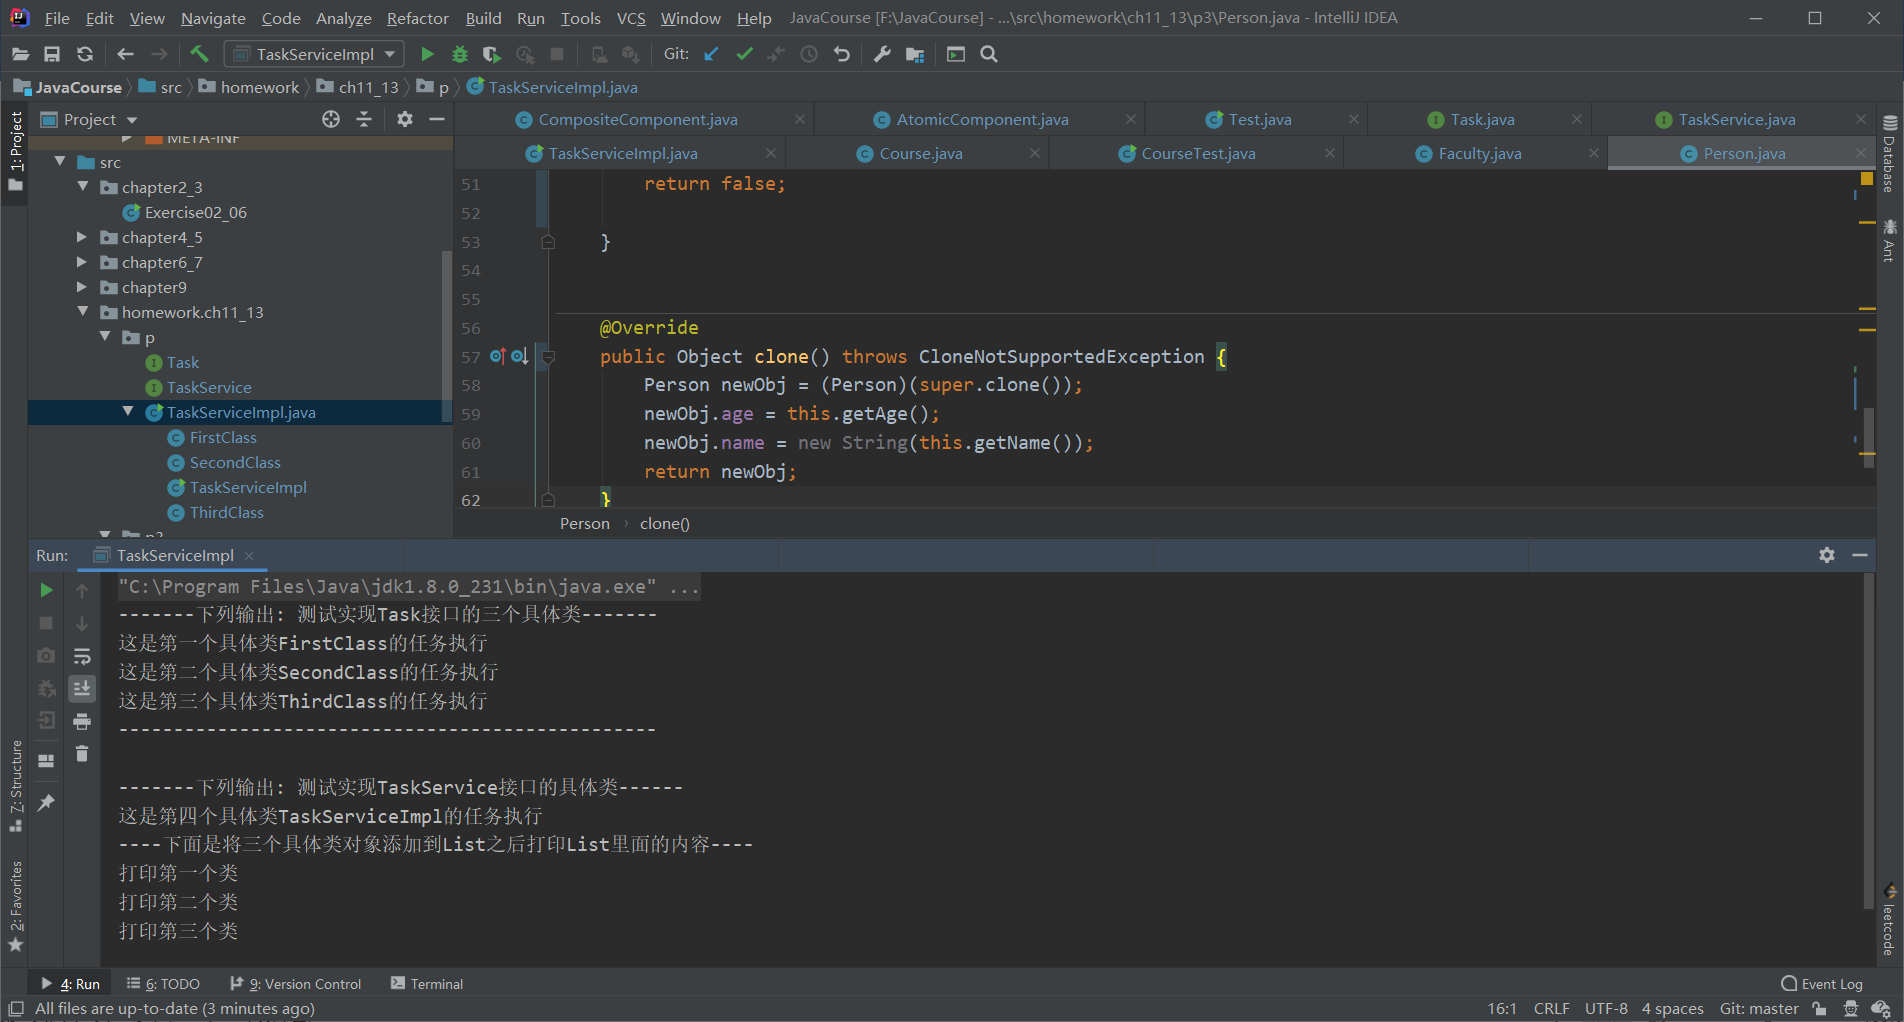 File Edit View Navigate Code Analyze Refactor Build Run Tools VCS Window Help JavaCourse [F:\JavaCourse] - ...\src\homework\ch11_13\p3\Person.java - IntelliJ IDEA
TaskServiceImpl Git:
JavaCourse src homework ch11_13 p TaskServiceImpl.java
1: Project
Project
META-INF
src
chapter2_3
Exercise02_06
chapter4_5
chapter6_7
chapter9
homework.ch11_13
p
Task
TaskService
TaskServiceImpl.java
FirstClass
SecondClass
TaskServiceImpl
ThirdClass
CompositeComponent.java AtomicComponent.java Test.java Task.java TaskService.java
TaskServiceImpl.java Course.java CourseTest.java Faculty.java Person.java
51 return false;
52
53 }
54
55
56 @Override
57 public Object clone() throws CloneNotSupportedException {
58 Person newObj = (Person)(super.clone());
59 newObj.age = this.getAge();
60 newObj.name = new String(this.getName());
61 return newObj;
62 }
Person › clone()
Database
Ant
leetcode
Run: TaskServiceImpl
"C:\Program Files\Java\jdk1.8.0_231\bin\java.exe" ...
-------下列输出: 测试实现Task接口的三个具体类-------
这是第一个具体类FirstClass的任务执行
这是第二个具体类SecondClass的任务执行
这是第三个具体类ThirdClass的任务执行
-------------------------------------------------
-------下列输出: 测试实现TaskService接口的具体类------
这是第四个具体类TaskServiceImpl的任务执行
----下面是将三个具体类对象添加到List之后打印List里面的内容----
打印第一个类
打印第二个类
打印第三个类
7: Structure
2: Favorites
4: Run 6: TODO 9: Version Control Terminal Event Log
All files are up-to-date (3 minutes ago) 16:1 CRLF UTF-8 4 spaces Git: master